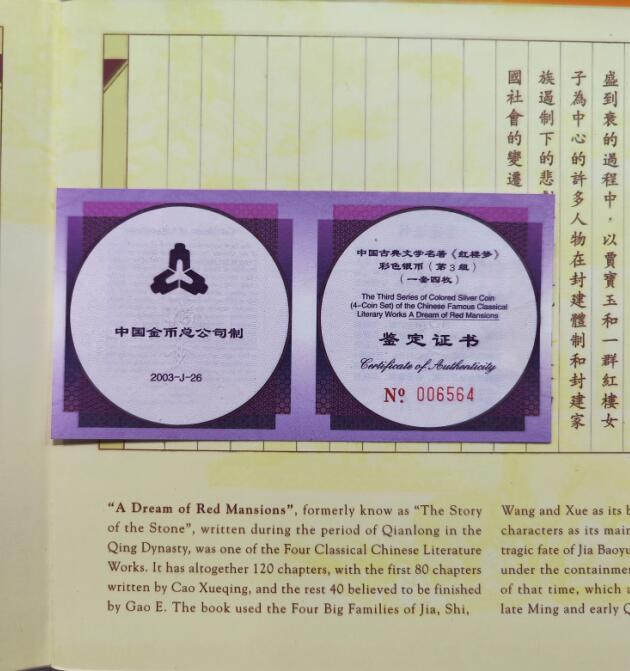 盛到衰的過程中，以賈寶玉和一群紅樓女
子為中心的許多人物在封建體制和封建家
族過制下的悲
國社會的變遷
中国金币总公司制
2003-J-26
中国古典文学名著《红楼梦》
彩色银币（第3组）
（一套四枚）
The Third Series of Colored Silver Coin
(4-Coin Set) of the Chinese Famous Classical
Literary Works A Dream of Red Mansions
鉴定证书
Certificate of Authenticity
№ 006564
“A Dream of Red Mansions”, formerly know as “The Story
of the Stone”, written during the period of Qianlong in the
Qing Dynasty, was one of the Four Classical Chinese Literature
Works. It has altogether 120 chapters, with the first 80 chapters
written by Cao Xueqing, and the rest 40 believed to be finished
by Gao E. The book used the Four Big Families of Jia, Shi,
Wang and Xue as its
characters as its main
tragic fate of Jia Baoyu
under the containme
of that time, which
late Ming and early